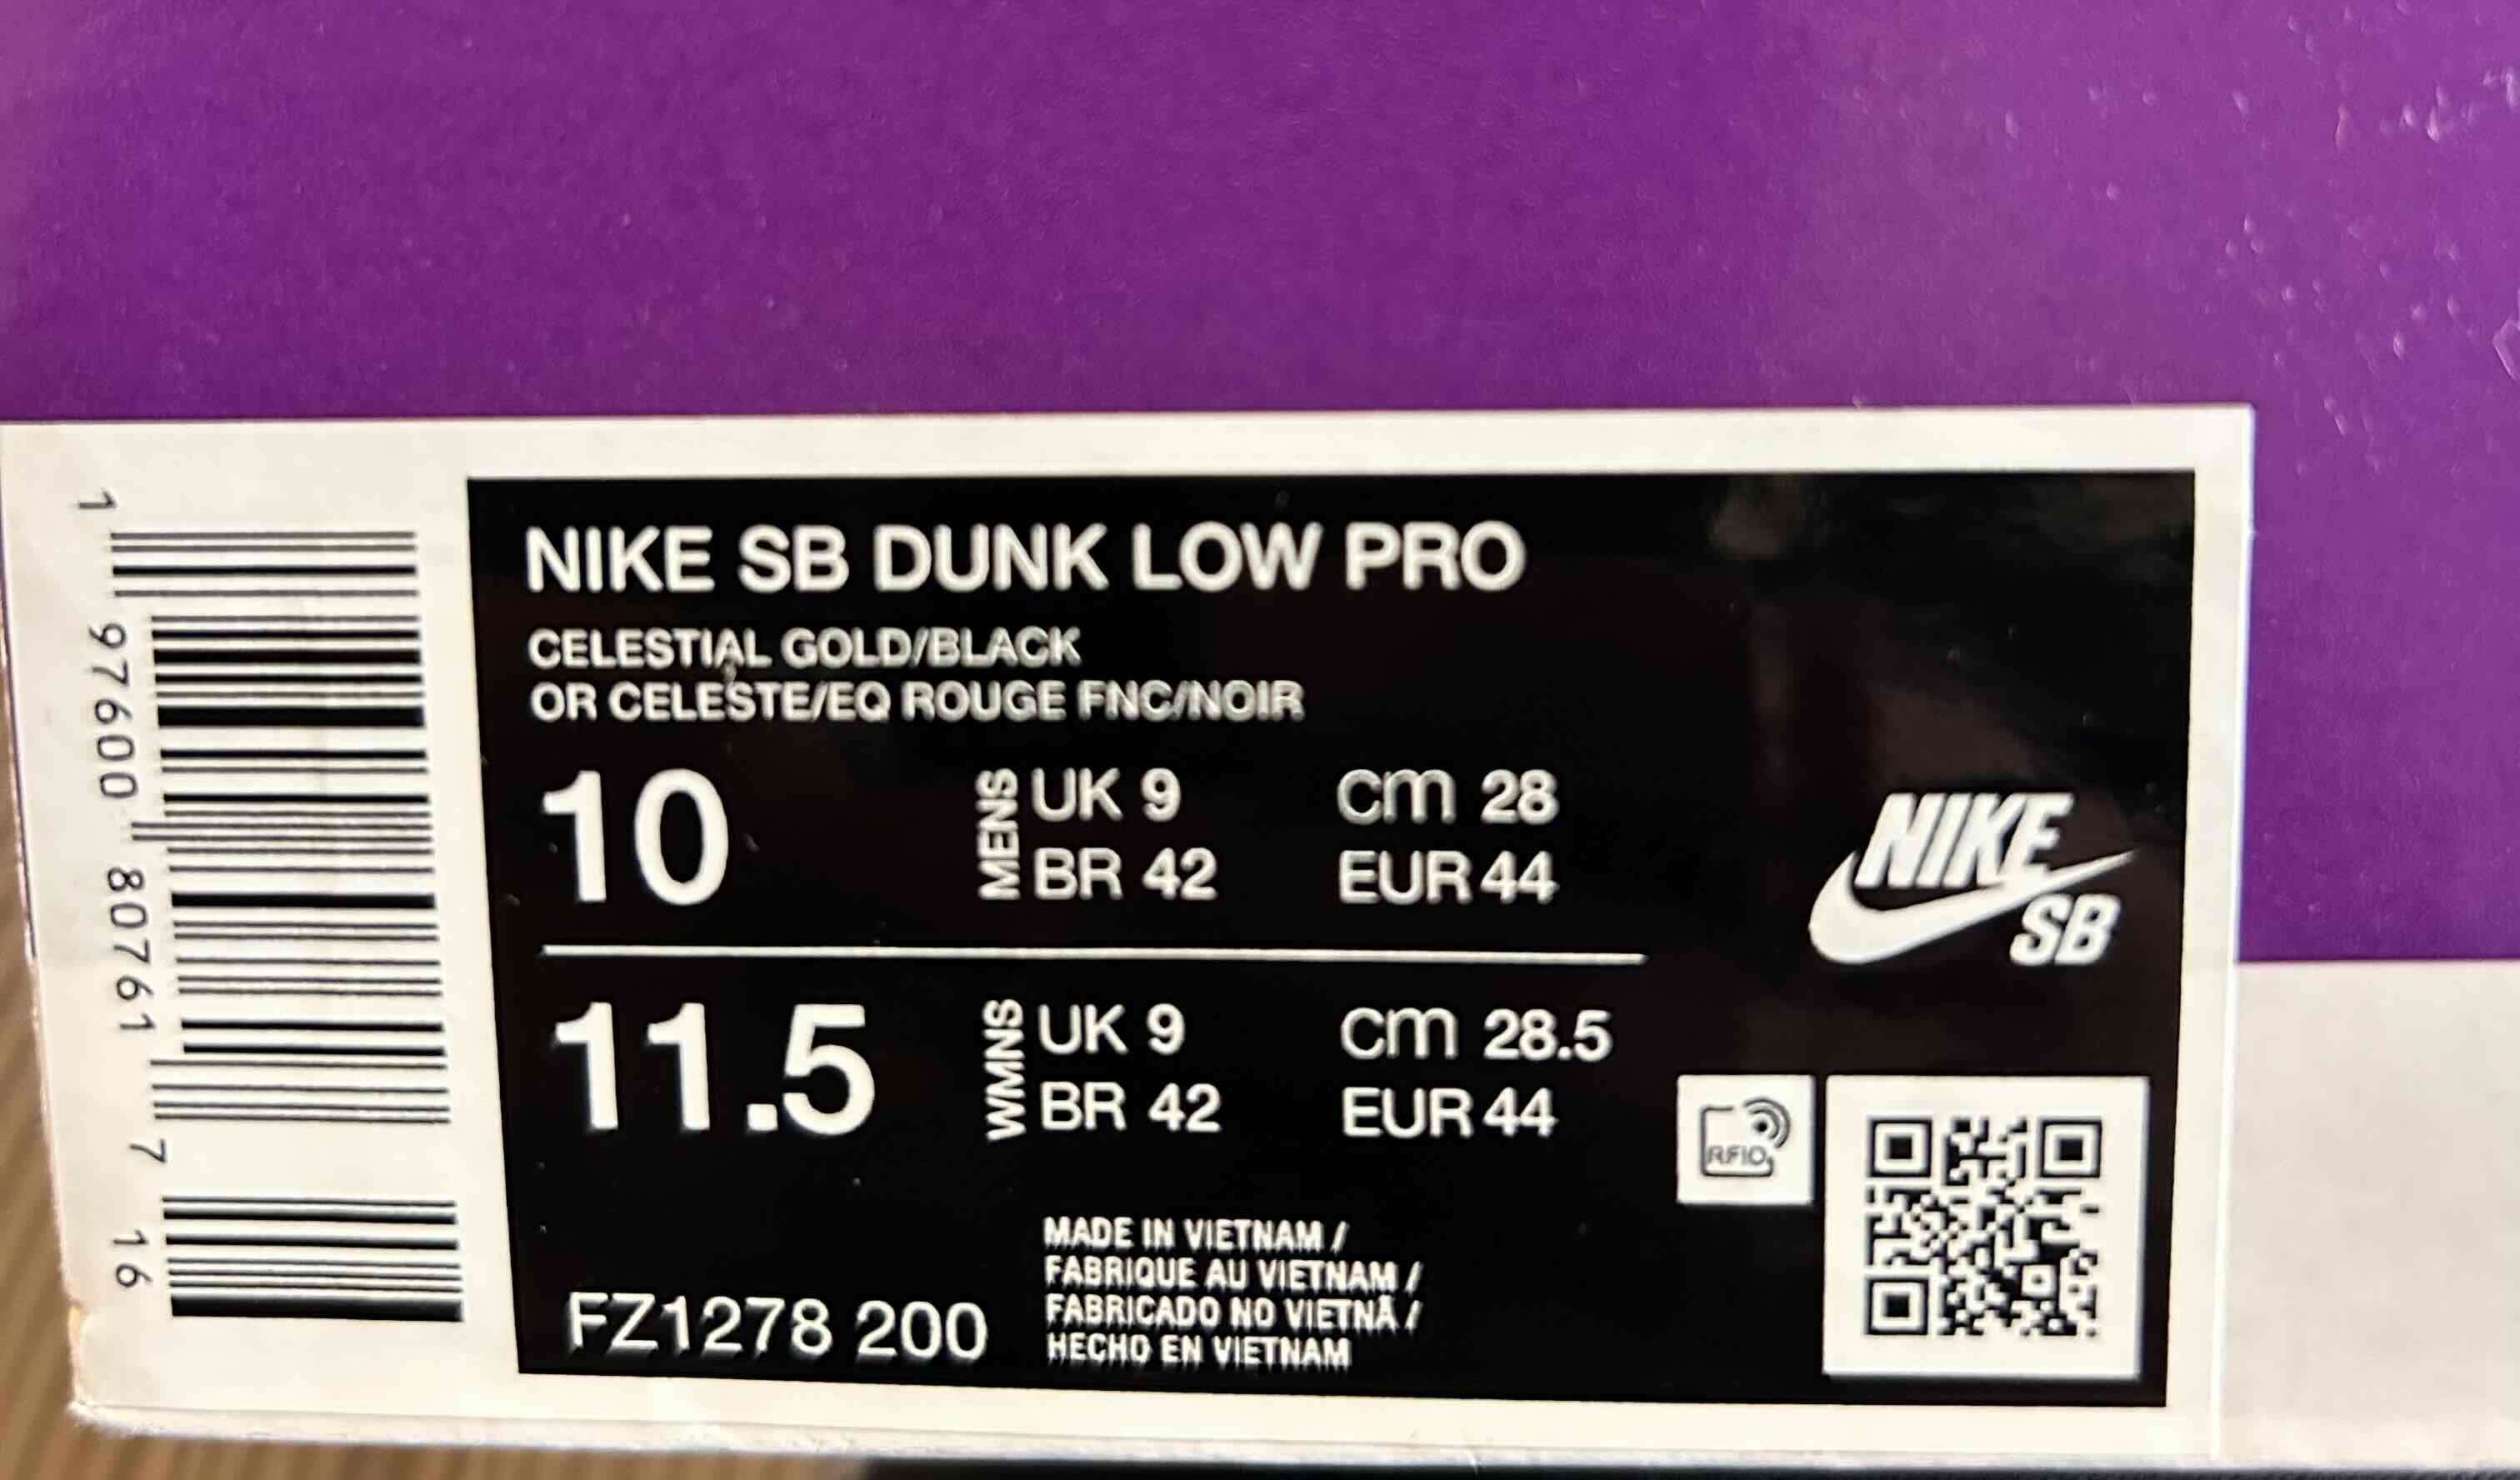 1 97600 80761 7 16
NIKE SB DUNK LOW PRO
CELESTIAL GOLD/BLACK
OR CELESTE/EQ ROUGE FNC/NOIR
10 MENS UK 9 cm 28
BR 42 EUR 44
11.5 WMNS UK 9 cm 28.5
BR 42 EUR 44
NIKE
SB
RFID
MADE IN VIETNAM /
FABRIQUE AU VIETNAM /
FABRICADO NO VIETNÃ /
HECHO EN VIETNAM
FZ1278 200